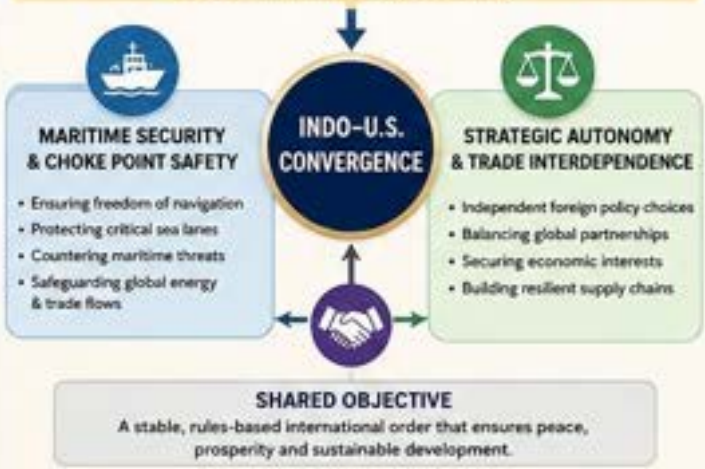 INDO–U.S.
CONVERGENCE
MARITIME SECURITY
& CHOKE POINT SAFETY
• Ensuring freedom of navigation
• Protecting critical sea lanes
• Countering maritime threats
• Safeguarding global energy
& trade flows
STRATEGIC AUTONOMY
& TRADE INTERDEPENDENCE
• Independent foreign policy choices
• Balancing global partnerships
• Securing economic interests
• Building resilient supply chains
SHARED OBJECTIVE
A stable, rules-based international order that ensures peace,
prosperity and sustainable development.